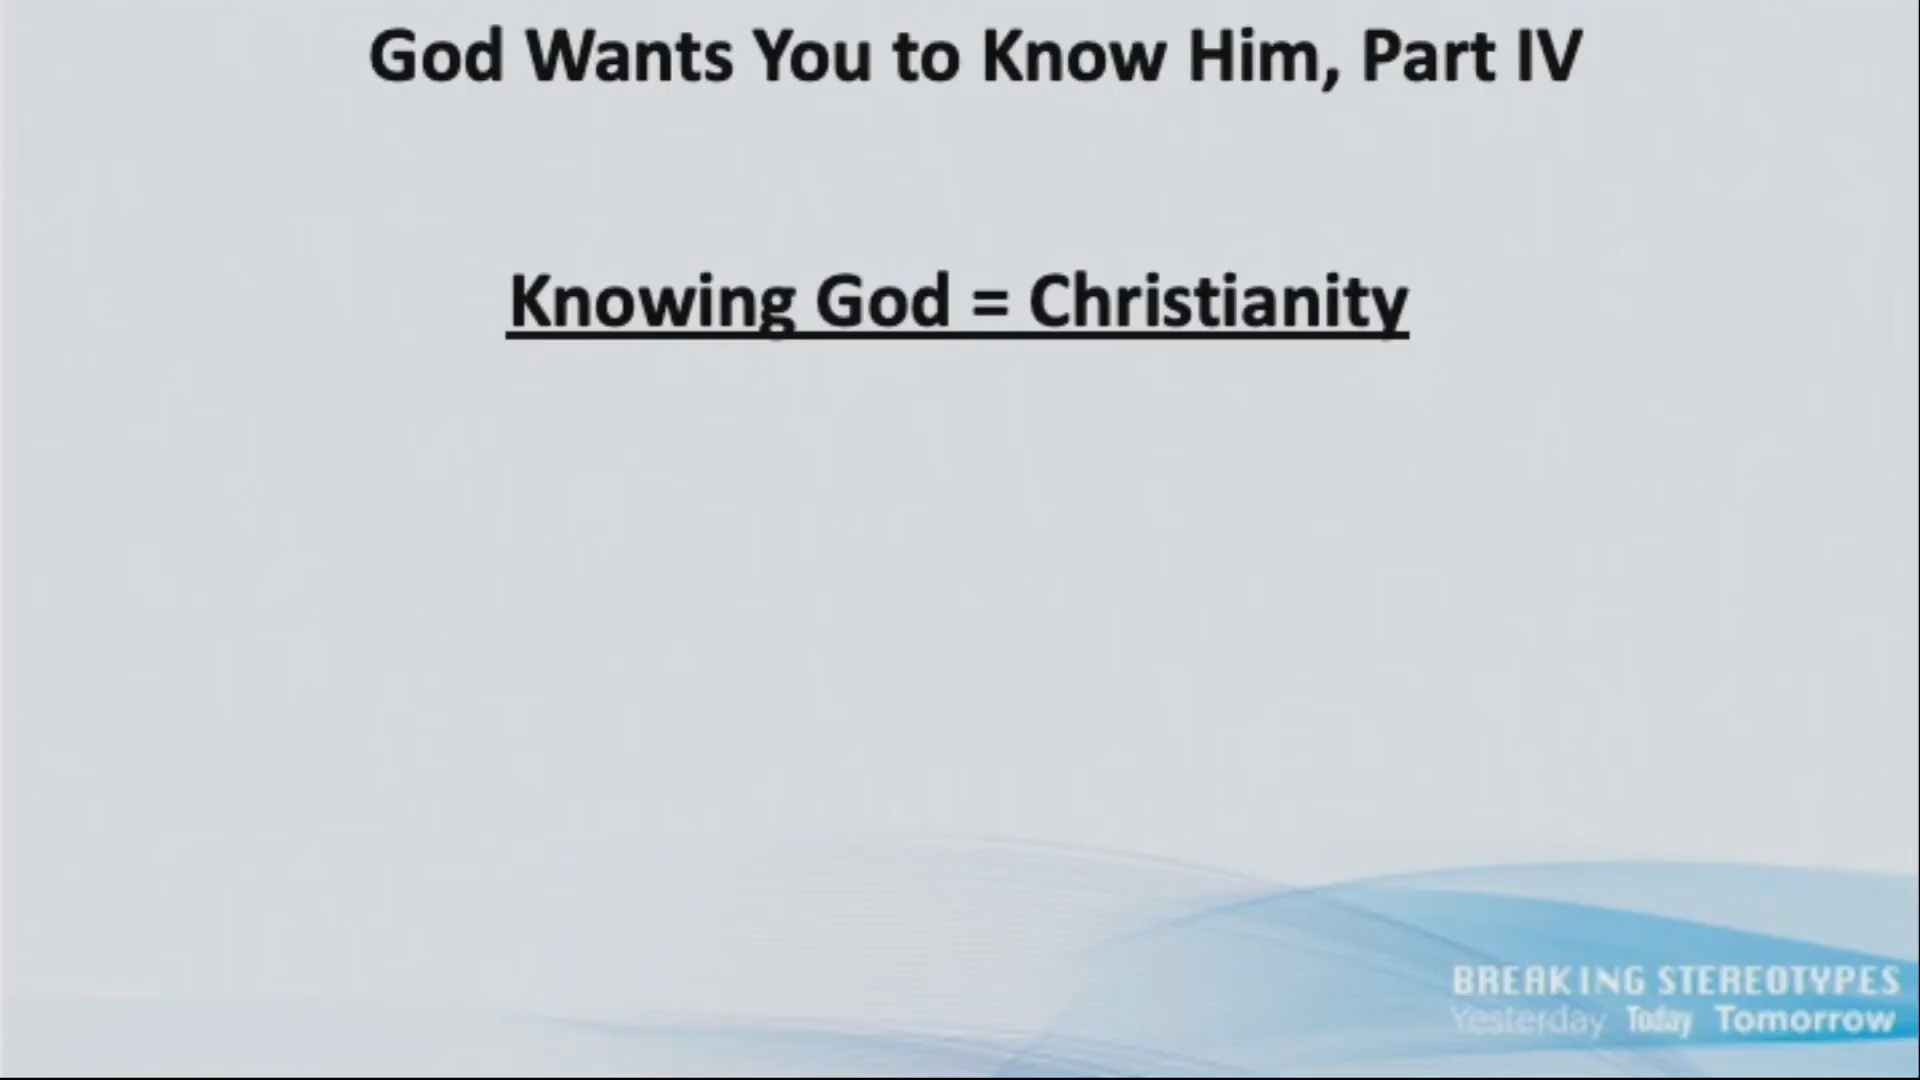 God Wants You to Know Him, Part IV
Knowing God = Christianity
BREAKING STEREOTYPES
Yesterday Today Tomorrow